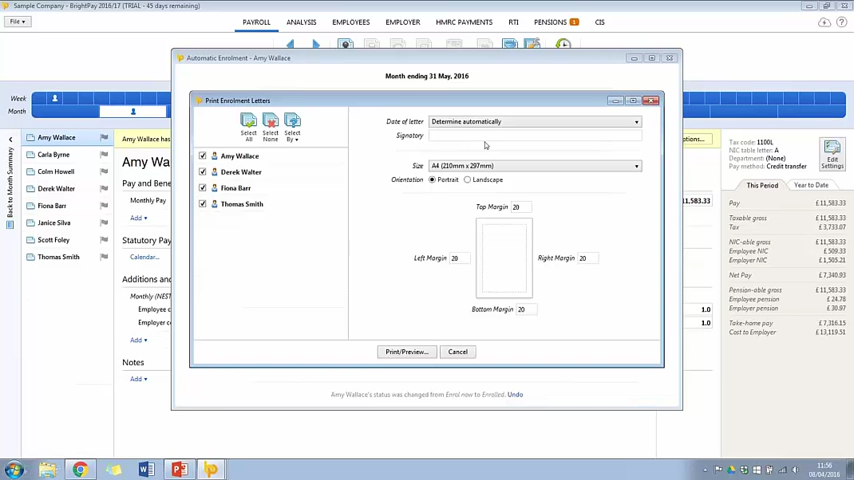 Sample Company - BrightPay 2016/17 (TRIAL - 45 days remaining)
File
PAYROLL
ANALYSIS
EMPLOYEES
EMPLOYER
HMRC PAYMENTS
RTI
PENSIONS 1
CIS
Automatic Enrolment - Amy Wallace
Month ending 31 May, 2016
Week
Month
Back to Month Summary
Amy Wallace
Carla Byrne
Colm Howell
Derek Walter
Fiona Barr
Janice Silva
Scott Foley
Thomas Smith
Amy Wallace has
Amy Wa
Pay and Bene
Monthly Pay
Add
Statutory Pa
Calendar...
Additions and
Monthly (NEST
Employee c
Employer co
Add
Notes
Add
Print Enrolment Letters
Select All
Select None
Select By
Amy Wallace
Derek Walter
Fiona Barr
Thomas Smith
Date of letter
Determine automatically
Signatory
Size
A4 (210mm x 297mm)
Orientation
Portrait
Landscape
Top Margin 20
Left Margin 20
Right Margin 20
Bottom Margin 20
Print/Preview...
Cancel
Amy Wallace's status was changed from Enrol now to Enrolled. Undo
ptions...
11,583.33
1.0
1.0
Tax code: 1100L
NIC table letter: A
Department: (None)
Payment method: Credit transfer
Edit Settings
This Period
Year to Date
Pay £11,583.33
Taxable gross £11,583.33
Tax £3,733.07
NIC-able gross £11,583.33
Employee NIC £509.33
Employer NIC £1,505.21
Net Pay £7,340.93
Pension-able gross £11,583.33
Employee pension £24.78
Employer pension £30.97
Take-home pay £7,316.15
Cost to Employer £13,119.51
11:56
08/04/2016